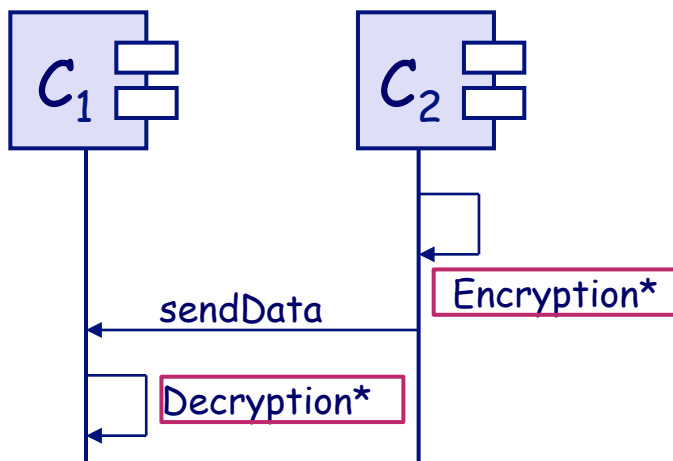 C₁
C₂
Encryption*
sendData
Decryption*